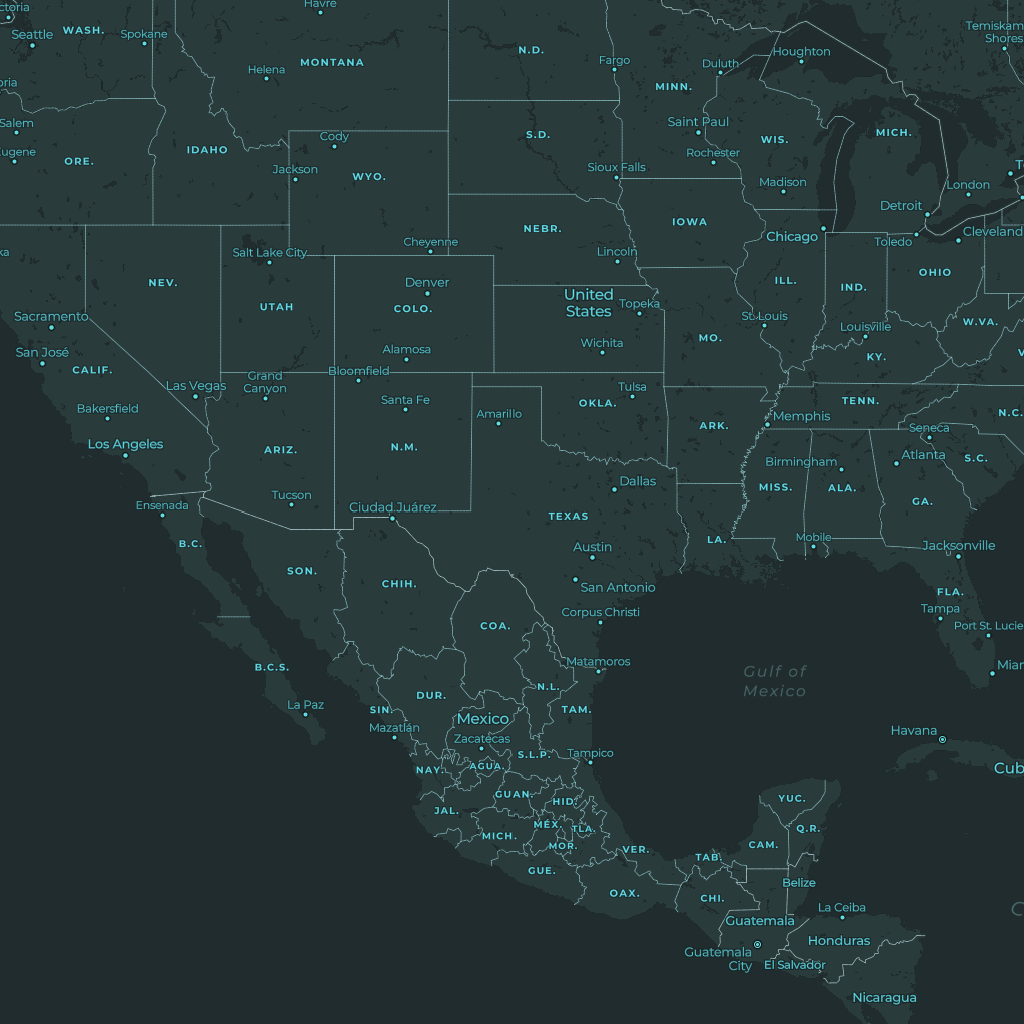 Havre
ctoria
WASH.
Seattle
Spokane
N.D.
Temiskam
Shores
Houghton
MONTANA
Fargo
Duluth
Helena
MINN.
oria
Salem
Saint Paul
MICH.
S.D.
Cody
WIS.
Eugene
IDAHO
Rochester
ORE.
Sioux Falls
T
Jackson
WYO.
Madison
London
Detroit
IOWA
NEBR.
Chicago
Cleveland
Toledo
Cheyenne
ka
Salt Lake City
Lincoln
OHIO
NEV.
Denver
ILL.
IND.
United
States
Topeka
UTAH
COLO.
Sacramento
St. Louis
W.VA.
Louisville
MO.
Wichita
San José
Alamosa
KY.
V
CALIF.
Bloomfield
Grand
Canyon
Las Vegas
Tulsa
Santa Fe
OKLA.
TENN.
Bakersfield
Amarillo
Memphis
N.C.
ARK.
Seneca
Los Angeles
ARIZ.
N.M.
Atlanta
S.C.
Birmingham
Dallas
MISS.
ALA.
Tucson
GA.
Ensenada
Ciudad Juárez
TEXAS
LA.
Mobile
B.C.
Austin
Jacksonville
SON.
CHIH.
San Antonio
FLA.
Corpus Christi
Tampa
COA.
Port St. Lucie
Matamoros
B.C.S.
Miam
Gulf of
Mexico
N.L.
DUR.
La Paz
SIN.
TAM.
Mexico
Mazatlán
Havana
Zacatecas
S.L.P.
Tampico
NAY.
AGUA.
Cub
GUAN.
YUC.
HID.
JAL.
MÉX.
TLA.
Q.R.
MICH.
MOR.
CAM.
VER.
TAB.
GUE.
Belize
OAX.
CHI.
La Ceiba
Guatemala
Honduras
Guatemala
City
El Salvador
Nicaragua